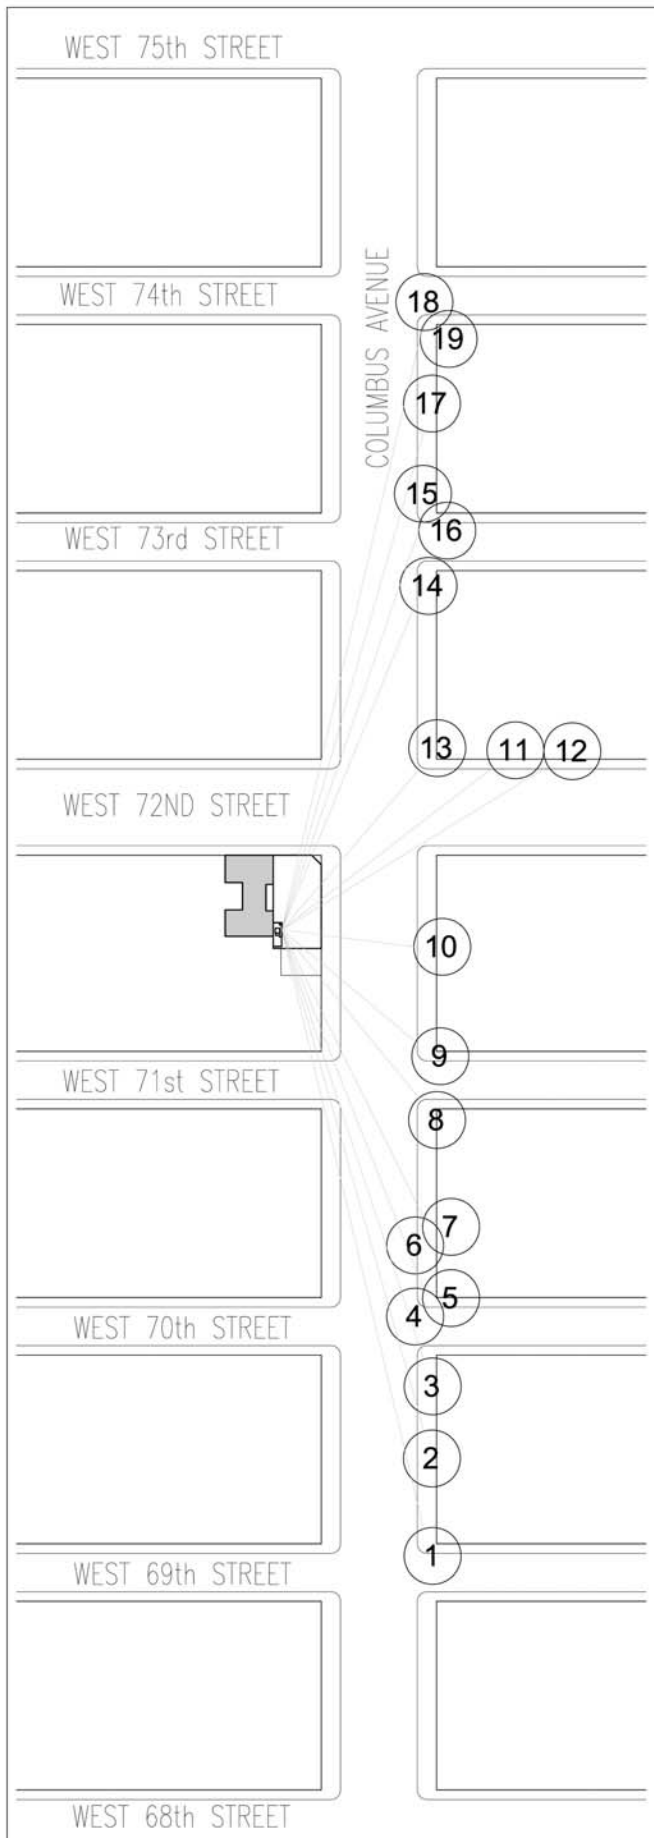 WEST 75th STREET
COLUMBUS AVENUE
WEST 74th STREET
18
19
17
15
WEST 73rd STREET
16
14
13
11
12
WEST 72ND STREET
10
9
WEST 71st STREET
8
7
6
5
4
WEST 70th STREET
3
2
1
WEST 69th STREET
WEST 68th STREET